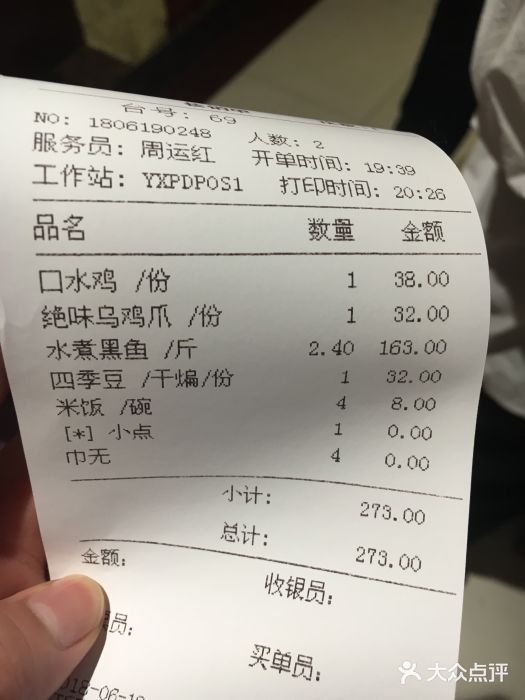 台号: 69
NO: 1806190248 人数: 2
服务员: 周运红 开单时间: 19:39
工作站: YXPDPOS1 打印时间: 20:26
品名 数量 金额
口水鸡 /份 1 38.00
绝味乌鸡爪 /份 1 32.00
水煮黑鱼 /斤 2.40 163.00
四季豆 /干煸/份 1 32.00
米饭 /碗 4 8.00
[*] 小点 1 0.00
巾无 4 0.00
小计: 273.00
总计: 273.00
金额: 收银员:
员: 买单员:
大众点评